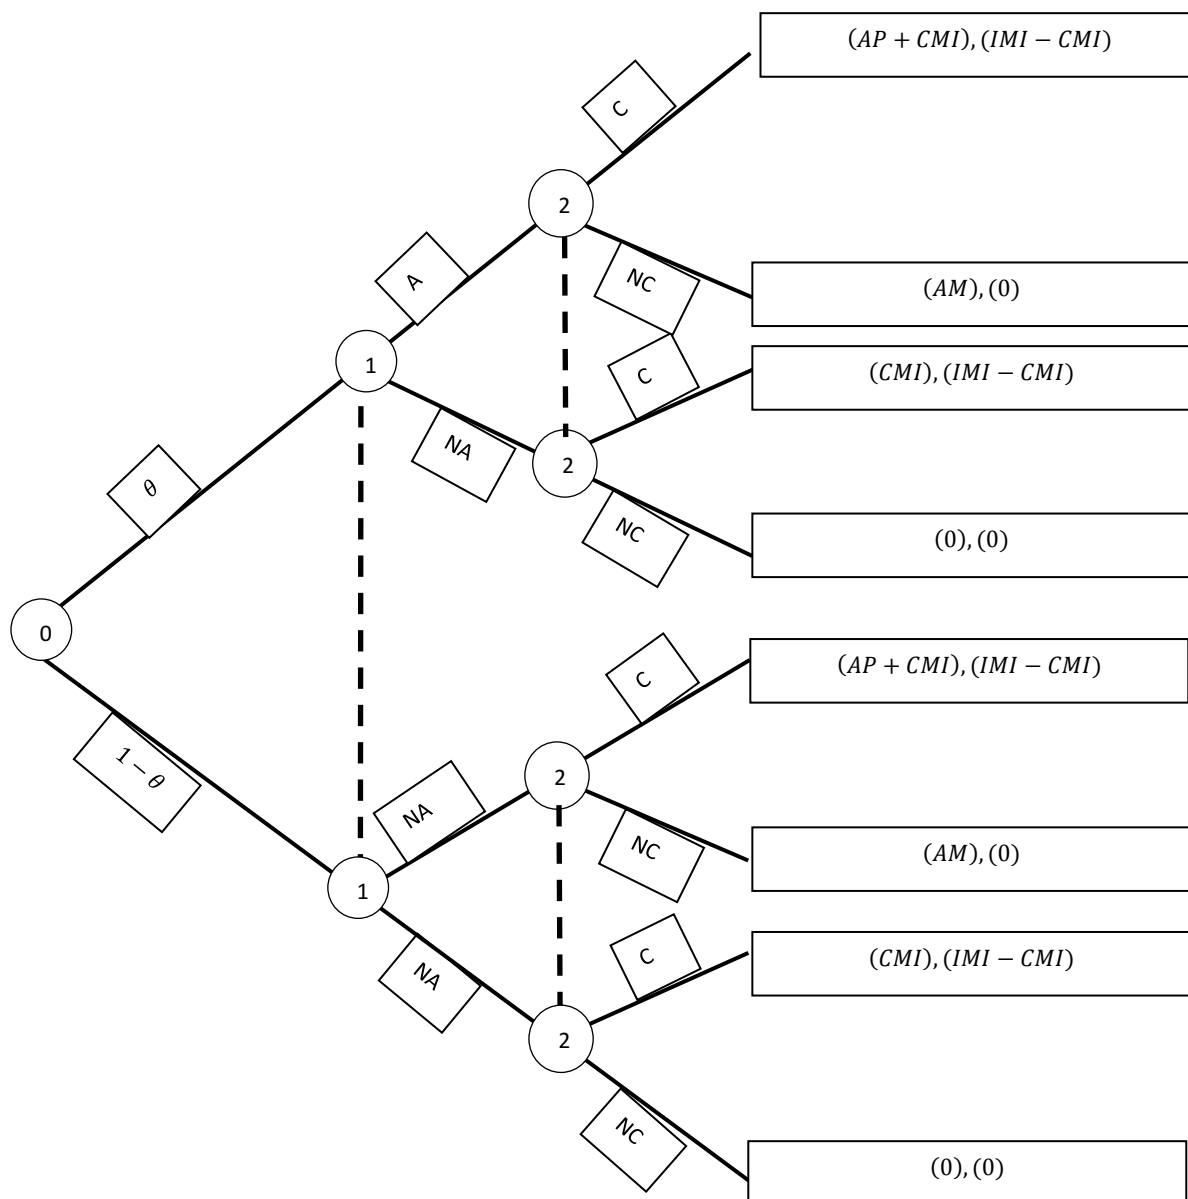 (AP + CMI), (IMI − CMI)
C
2
A
NC
(AM), (0)
1
C
(CMI), (IMI − CMI)
NA
2
θ
NC
(0), (0)
0
C
(AP + CMI), (IMI − CMI)
1 − θ
2
NA
NC
(AM), (0)
1
C
(CMI), (IMI − CMI)
NA
2
NC
(0), (0)